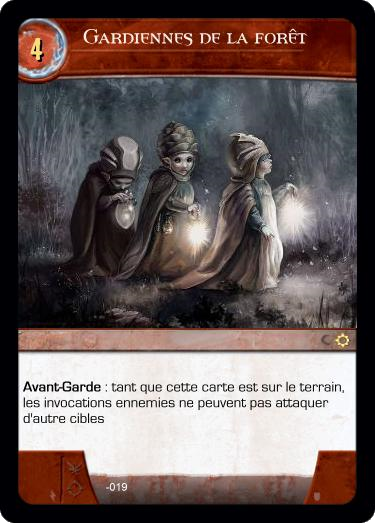 4
Gardiennes de la forêt
Avant-Garde : tant que cette carte est sur le terrain,
les invocations ennemies ne peuvent pas attaquer
d'autre cibles
-019